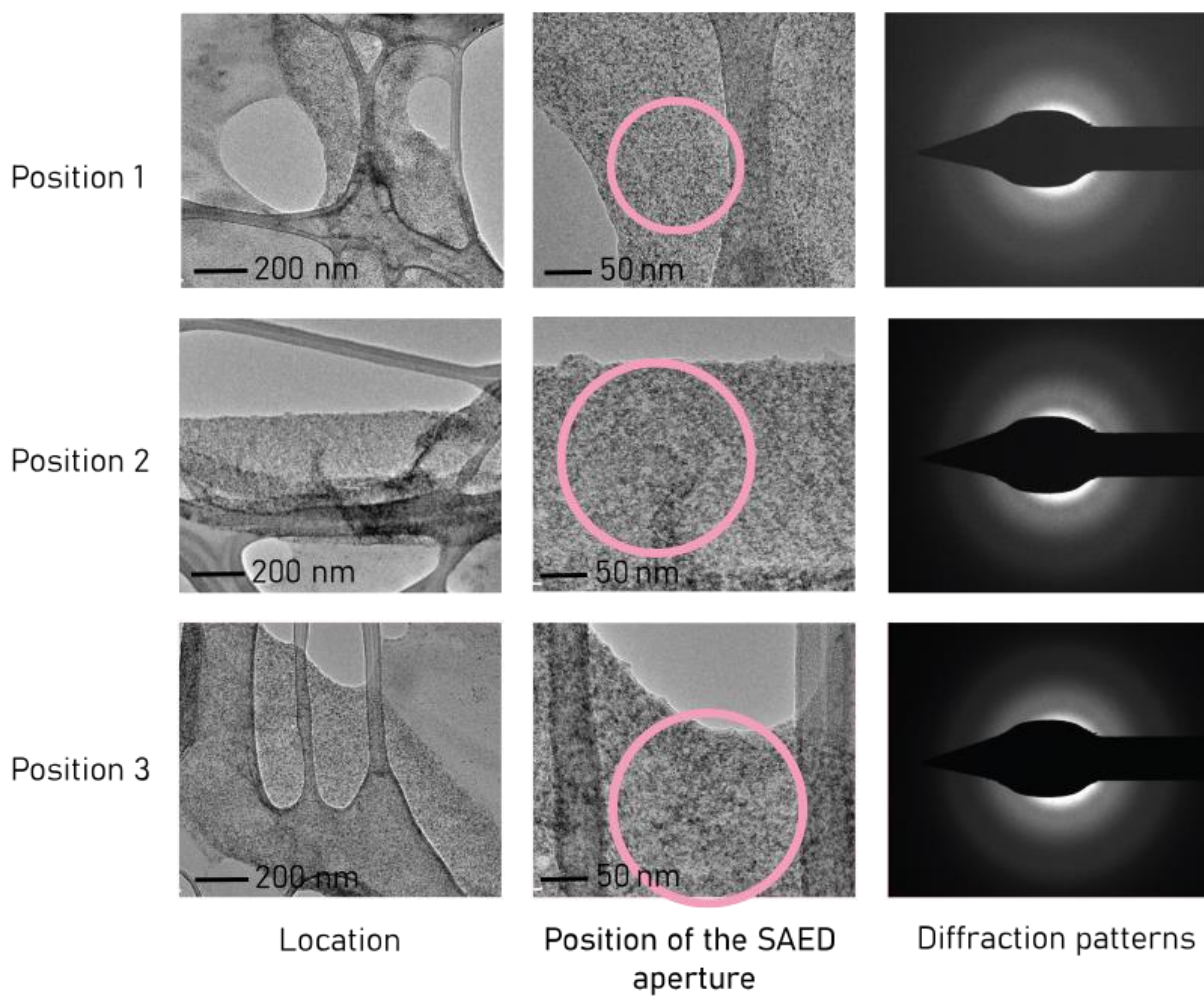 Position 1
200 nm
50 nm
Position 2
200 nm
50 nm
Position 3
200 nm
50 nm
Location
Position of the SAED
aperture
Diffraction patterns